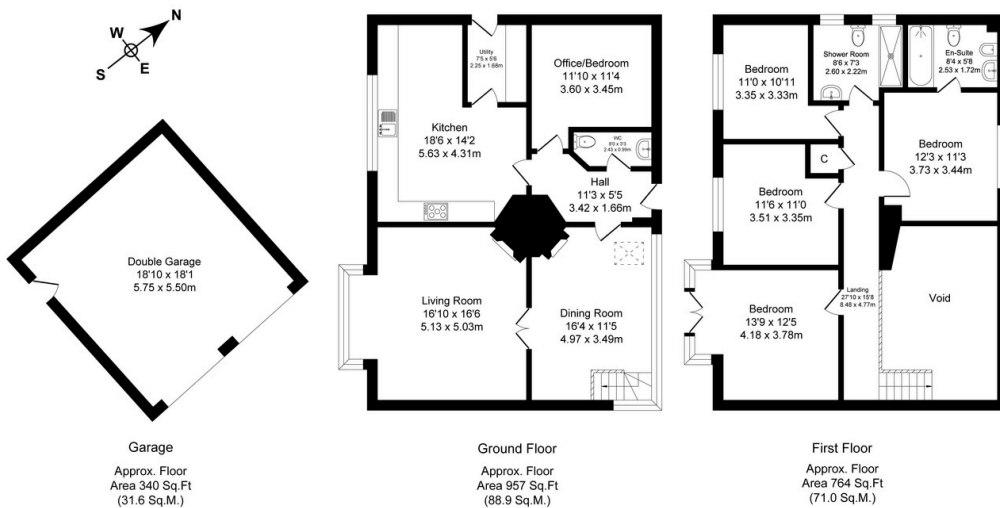 N
W
S
E
Double Garage
18'10 x 18'1
5.75 x 5.50m
Garage
Approx. Floor
Area 340 Sq.Ft
(31.6 Sq.M.)
Utility
7'5 x 5'6
2.25 x 1.68m
Office/Bedroom
11'10 x 11'4
3.60 x 3.45m
Kitchen
18'6 x 14'2
5.63 x 4.31m
WC
8'0 x 3'3
2.43 x 0.99m
Hall
11'3 x 5'5
3.42 x 1.66m
Living Room
16'10 x 16'6
5.13 x 5.03m
Dining Room
16'4 x 11'5
4.97 x 3.49m
Ground Floor
Approx. Floor
Area 957 Sq.Ft
(88.9 Sq.M.)
Shower Room
8'6 x 7'3
2.60 x 2.22m
En-Suite
8'4 x 5'8
2.53 x 1.72m
Bedroom
11'0 x 10'11
3.35 x 3.33m
Bedroom
12'3 x 11'3
3.73 x 3.44m
C
Bedroom
11'6 x 11'0
3.51 x 3.35m
Landing
27'10 x 15'8
8.48 x 4.77m
Void
Bedroom
13'9 x 12'5
4.18 x 3.78m
First Floor
Approx. Floor
Area 764 Sq.Ft
(71.0 Sq.M.)